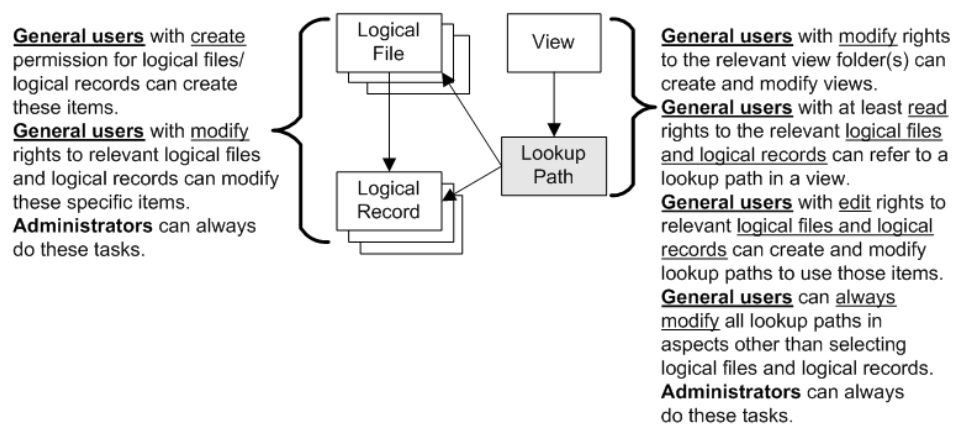 General users with create
permission for logical files/
logical records can create
these items.
General users with modify
rights to relevant logical files
and logical records can modify
these specific items.
Administrators can always
do these tasks.
Logical
File
Logical
Record
View
Lookup
Path
General users with modify rights
to the relevant view folder(s) can
create and modify views.
General users with at least read
rights to the relevant logical files
and logical records can refer to a
lookup path in a view.
General users with edit rights to
relevant logical files and logical
records can create and modify
lookup paths to use those items.
General users can always
modify all lookup paths in
aspects other than selecting
logical files and logical records.
Administrators can always
do these tasks.